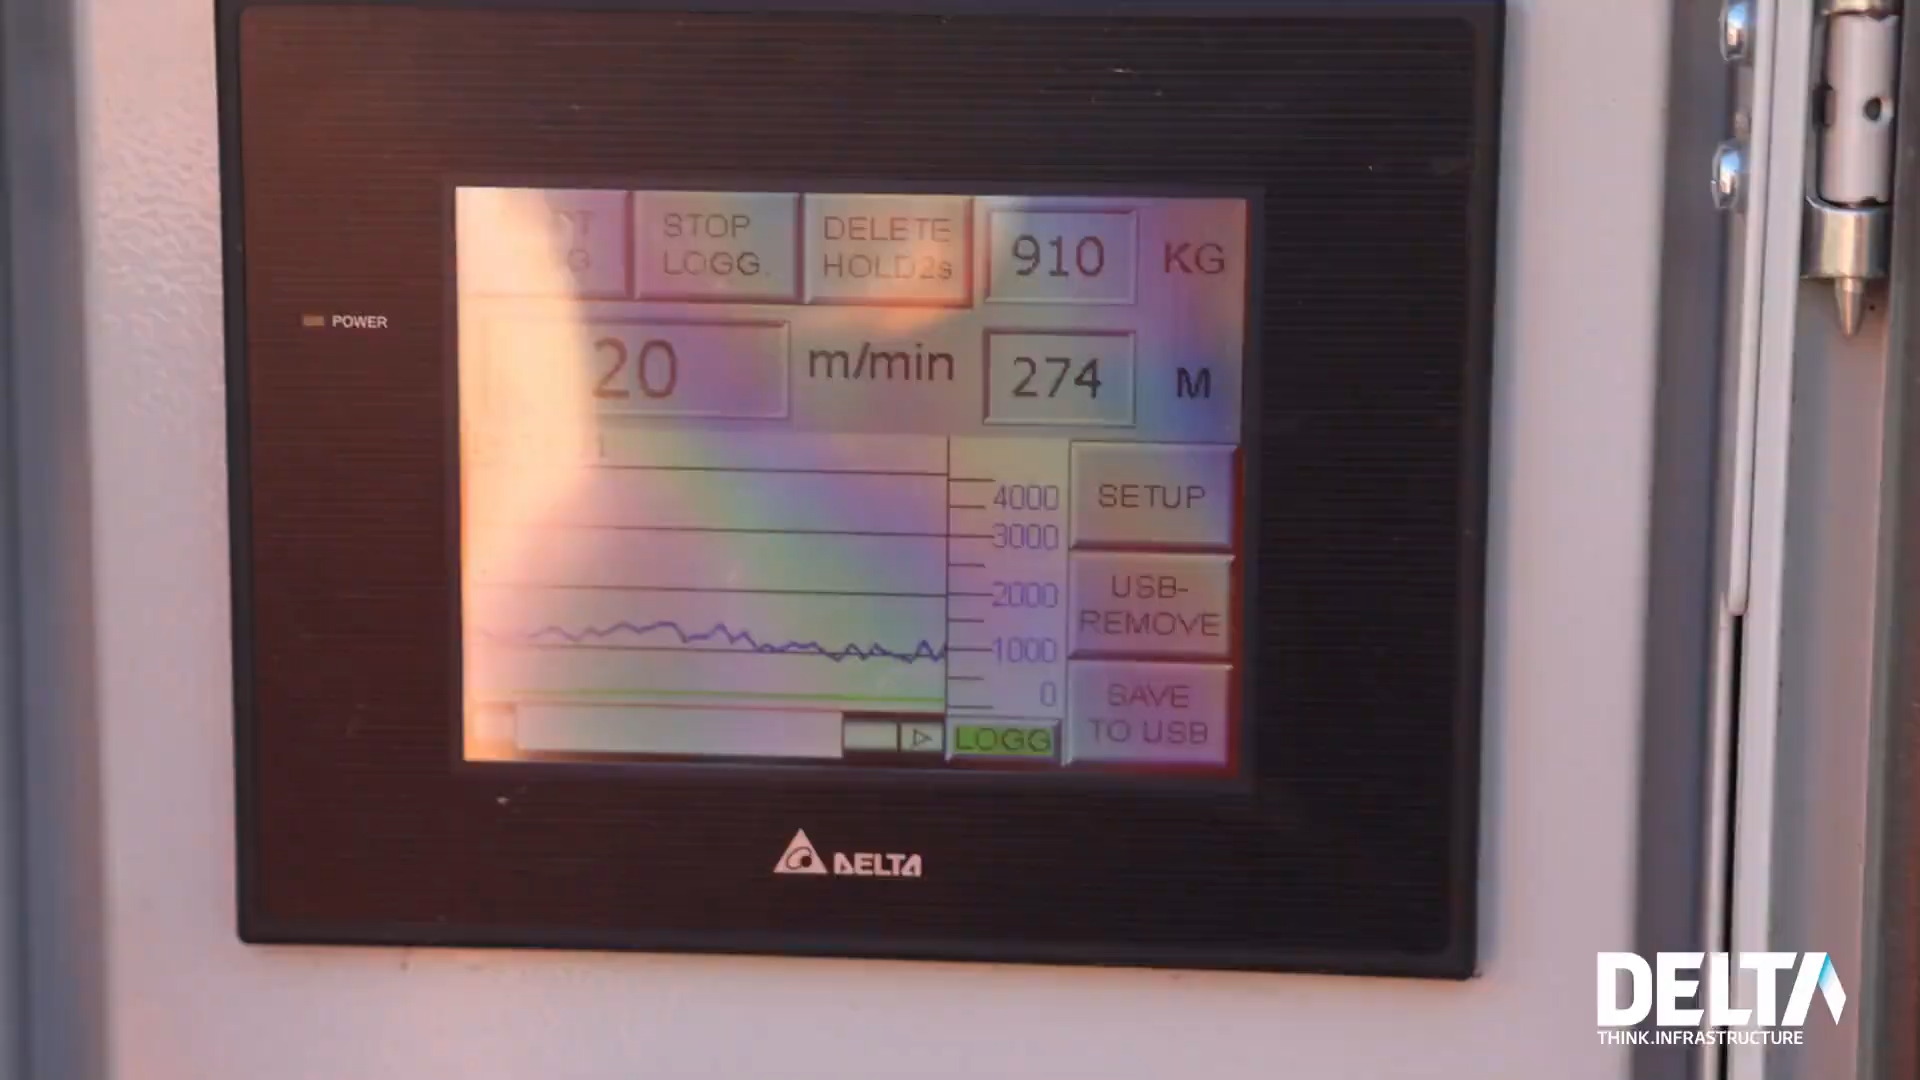 STOP
LOGG.
DELETE
HOLD2s
910 KG
POWER
20 m/min
274 M
4000
3000
2000
1000
0
SETUP
USB-
REMOVE
SAVE
TO USB
LOGG
DELTA
DELTA
THINK.INFRASTRUCTURE